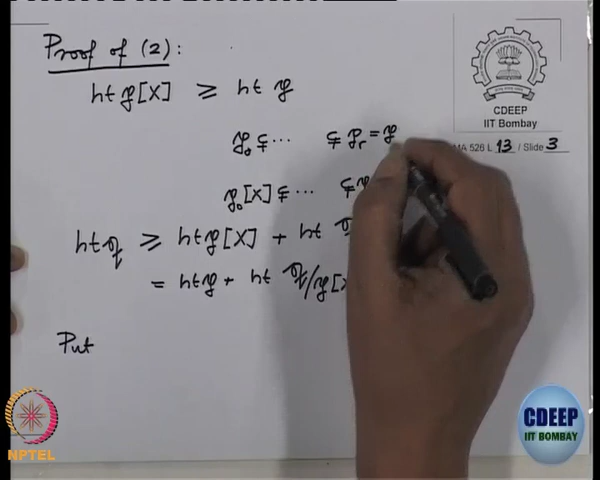 Proof of (2):
ht 𝔭[X] ≥ ht 𝔭
𝔭₀ ⊊ ⋯ ⊊ 𝔭ᵣ = 𝔭
𝔭₀[X] ⊊ ⋯ ⊊ 𝔭
ht 𝔮 ≥ ht 𝔭[X] + ht 𝔮
= ht 𝔭 + ht 𝔮/𝔭[X
Put
CDEEP
IIT Bombay
MA 526 L 13 / Slide 3
NPTEL
CDEEP
IIT BOMBAY